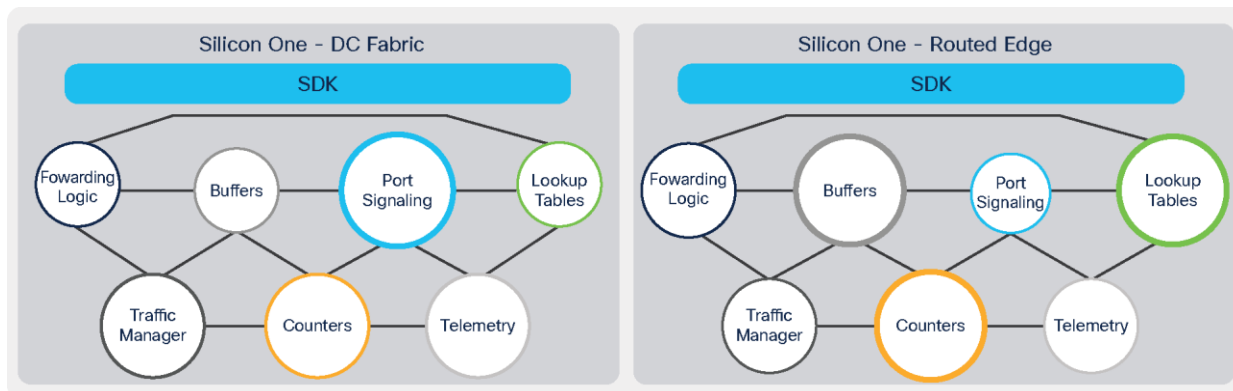 Silicon One - DC Fabric
SDK
Fowarding
Logic
Buffers
Port
Signaling
Lookup
Tables
Traffic
Manager
Counters
Telemetry
Silicon One - Routed Edge
SDK
Fowarding
Logic
Buffers
Port
Signaling
Lookup
Tables
Traffic
Manager
Counters
Telemetry